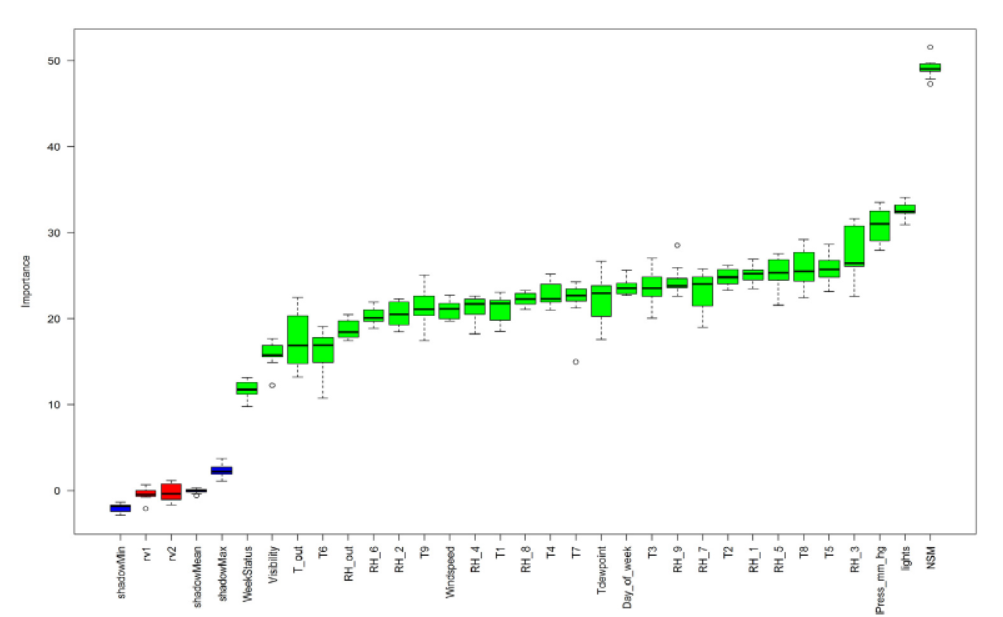 50
40
30
20
10
0
Importance
shadowMin
rv1
rv2
shadowMean
shadowMax
WeekStatus
Visibility
T_out
T6
RH_out
RH_6
RH_2
T9
Windspeed
RH_4
T1
RH_8
T4
T7
Tdewpoint
Day_of_week
T3
RH_9
RH_7
T2
RH_1
RH_5
T8
T5
RH_3
Press_mm_hg
lights
NSM